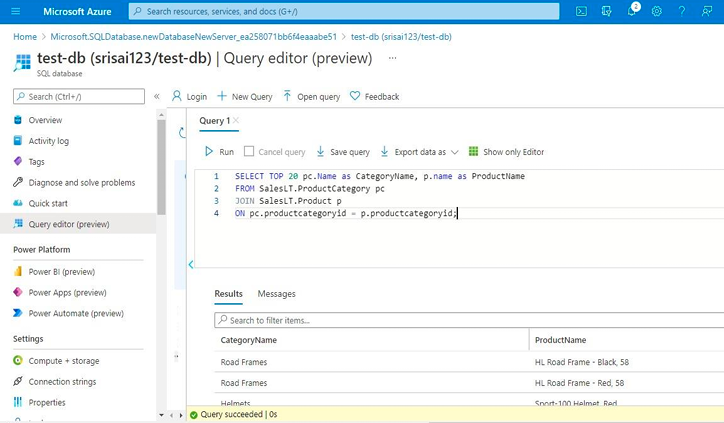 Microsoft Azure
Search resources, services, and docs (G+/)
2
Home > Microsoft.SQLDatabase.newDatabaseNewServer_ea258071bb6f4eaaabe51 > test-db (srisai123/test-db)
test-db (srisai123/test-db) | Query editor (preview) ...
SQL database
Search (Ctrl+/)
«
Login
+ New Query
Open query
Feedback
Overview
Activity log
Tags
Diagnose and solve problems
Quick start
Query editor (preview)
Power Platform
Power BI (preview)
Power Apps (preview)
Power Automate (preview)
Settings
Compute + storage
Connection strings
Properties
Query 1 ×
Run
Cancel query
Save query
Export data as
Show only Editor
1 SELECT TOP 20 pc.Name as CategoryName, p.name as ProductName
2 FROM SalesLT.ProductCategory pc
3 JOIN SalesLT.Product p
4 ON pc.productcategoryid = p.productcategoryid;
Results Messages
Search to filter items...
CategoryName ProductName
Road Frames HL Road Frame - Black, 58
Road Frames HL Road Frame - Red, 58
Helmets Sport-100 Helmet, Red
Query succeeded | 0s